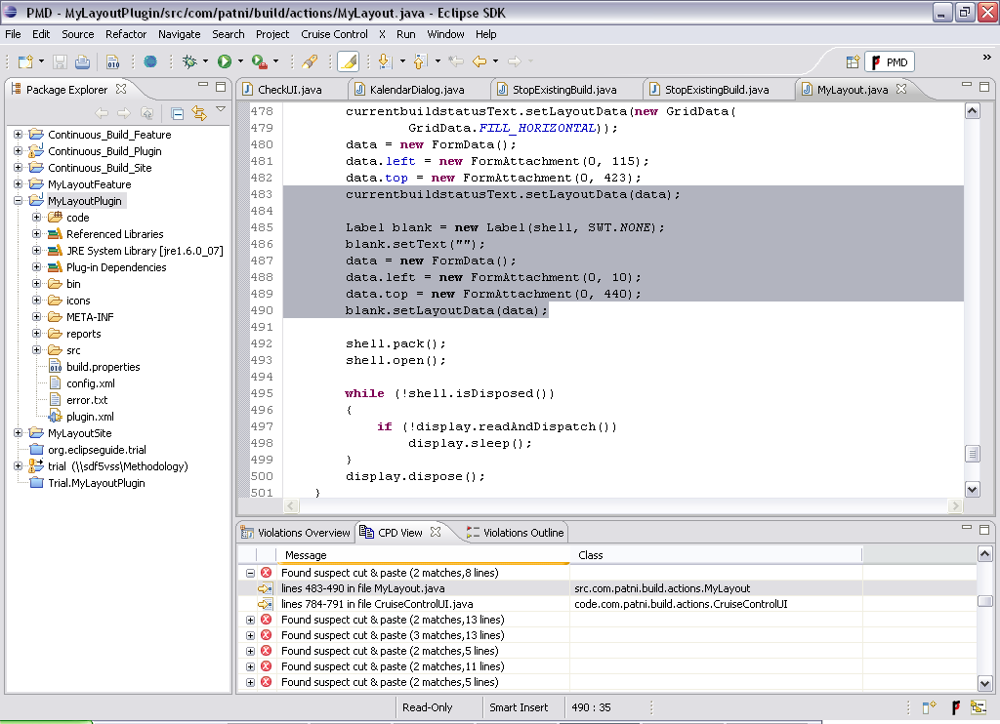 PMD - MyLayoutPlugin/src/com/patni/build/actions/MyLayout.java - Eclipse SDK
File Edit Source Refactor Navigate Search Project Cruise Control X Run Window Help
PMD
Package Explorer
Continuous_Build_Feature
Continuous_Build_Plugin
Continuous_Build_Site
MyLayoutFeature
MyLayoutPlugin
code
Referenced Libraries
JRE System Library [jre1.6.0_07]
Plug-in Dependencies
bin
icons
META-INF
reports
src
build.properties
config.xml
error.txt
plugin.xml
MyLayoutSite
org.eclipseguide.trial
trial (\\sdf5vss\Methodology)
Trial.MyLayoutPlugin
CheckUI.java KalendarDialog.java StopExistingBuild.java StopExistingBuild.java MyLayout.java
478 currentbuildstatusText.setLayoutData(new GridData(
479 GridData.FILL_HORIZONTAL));
480 data = new FormData();
481 data.left = new FormAttachment(0, 115);
482 data.top = new FormAttachment(0, 423);
483 currentbuildstatusText.setLayoutData(data);
484
485 Label blank = new Label(shell, SWT.NONE);
486 blank.setText("");
487 data = new FormData();
488 data.left = new FormAttachment(0, 10);
489 data.top = new FormAttachment(0, 440);
490 blank.setLayoutData(data);
491
492 shell.pack();
493 shell.open();
494
495 while (!shell.isDisposed())
496 {
497 if (!display.readAndDispatch())
498 display.sleep();
499 }
500 display.dispose();
501 }
Violations Overview CPD View Violations Outline
Message Class
Found suspect cut & paste (2 matches,8 lines)
lines 483-490 in file MyLayout.java src.com.patni.build.actions.MyLayout
lines 784-791 in file CruiseControlUI.java code.com.patni.build.actions.CruiseControlUI
Found suspect cut & paste (2 matches,13 lines)
Found suspect cut & paste (3 matches,13 lines)
Found suspect cut & paste (2 matches,5 lines)
Found suspect cut & paste (2 matches,11 lines)
Found suspect cut & paste (2 matches,5 lines)
Read-Only Smart Insert 490 : 35